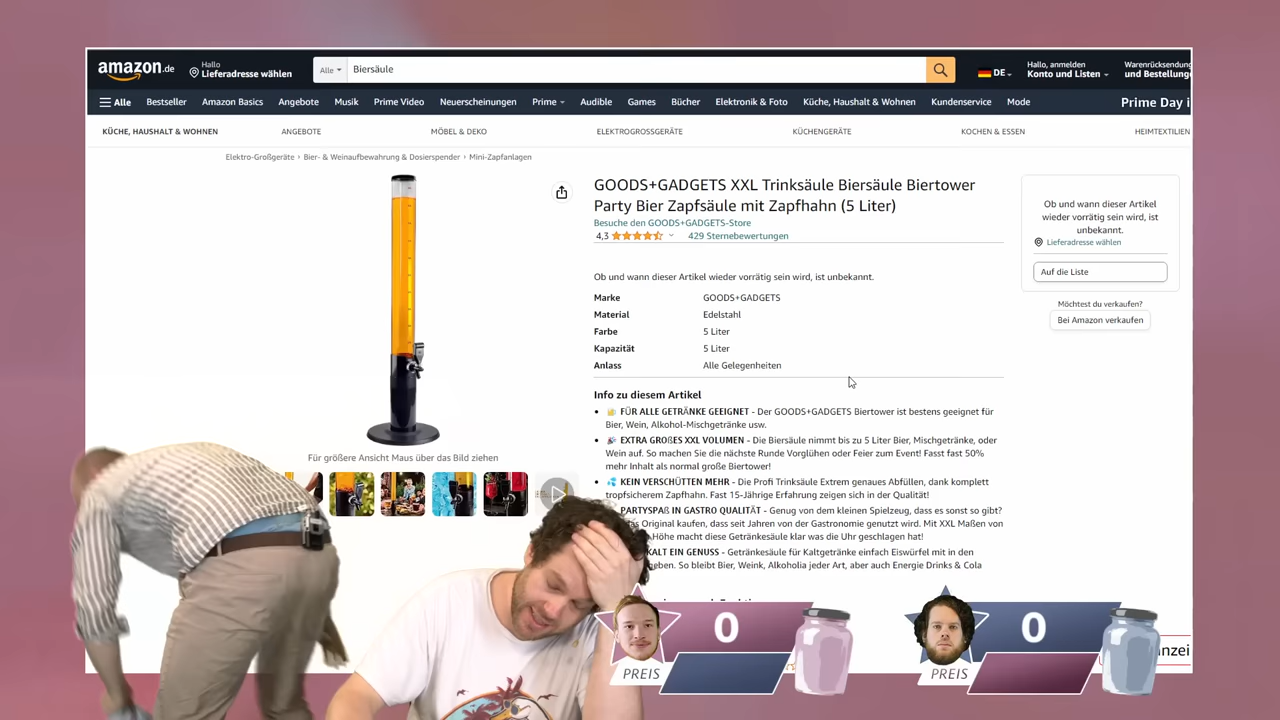 amazon.de
Hallo
Lieferadresse wählen
Alle
Biersäule
DE
Hallo, anmelden
Konto und Listen
Warenrücksendung
und Bestellung
Alle
Bestseller
Amazon Basics
Angebote
Musik
Prime Video
Neuerscheinungen
Prime
Audible
Games
Bücher
Elektronik & Foto
Küche, Haushalt & Wohnen
Kundenservice
Mode
Prime Day i
KÜCHE, HAUSHALT & WOHNEN
ANGEBOTE
MÖBEL & DEKO
ELEKTROGROSSGERÄTE
KÜCHENGERÄTE
KOCHEN & ESSEN
HEIMTEXTILIEN
Elektro-Großgeräte › Bier- & Weinaufbewahrung & Dosierspender › Mini-Zapfanlagen
GOODS+GADGETS XXL Trinksäule Biersäule Biertower
Party Bier Zapfsäule mit Zapfhahn (5 Liter)
Besuche den GOODS+GADGETS-Store
4,3
429 Sternebewertungen
Ob und wann dieser Artikel wieder vorrätig sein wird, ist unbekannt.
Marke GOODS+GADGETS
Material Edelstahl
Farbe 5 Liter
Kapazität 5 Liter
Anlass Alle Gelegenheiten
Info zu diesem Artikel
FÜR ALLE GETRÄNKE GEEIGNET - Der GOODS+GADGETS Biertower ist bestens geeignet für
Bier, Wein, Alkohol-Mischgetränke usw.
EXTRA GROßES XXL VOLUMEN - Die Biersäule nimmt bis zu 5 Liter Bier, Mischgetränke, oder
Wein auf. So machen Sie die nächste Runde Vorglühen oder Feier zum Event! Fasst fast 50%
mehr Inhalt als normal große Biertower!
KEIN VERSCHÜTTEN MEHR - Die Profi Trinksäule Extrem genaues Abfüllen, dank komplett
tropfsicherem Zapfhahn. Fast 15-Jährige Erfahrung zeigen sich in der Qualität!
PARTYSPAß IN GASTRO QUALITÄT - Genug von dem kleinen Spielzeug, dass es sonst so gibt?
Original kaufen, dass seit Jahren von der Gastronomie genutzt wird. Mit XXL Maßen von
Höhe macht diese Getränkesäule klar was die Uhr geschlagen hat!
KALT EIN GENUSS - Getränkesäule für Kaltgetränke einfach Eiswürfel mit in den
geben. So bleibt Bier, Weink, Alkoholia jeder Art, aber auch Energie Drinks & Cola
Für größere Ansicht Maus über das Bild ziehen
Ob und wann dieser Artikel
wieder vorrätig sein wird, ist
unbekannt.
Lieferadresse wählen
Auf die Liste
Möchtest du verkaufen?
Bei Amazon verkaufen
0
PREIS
0
PREIS